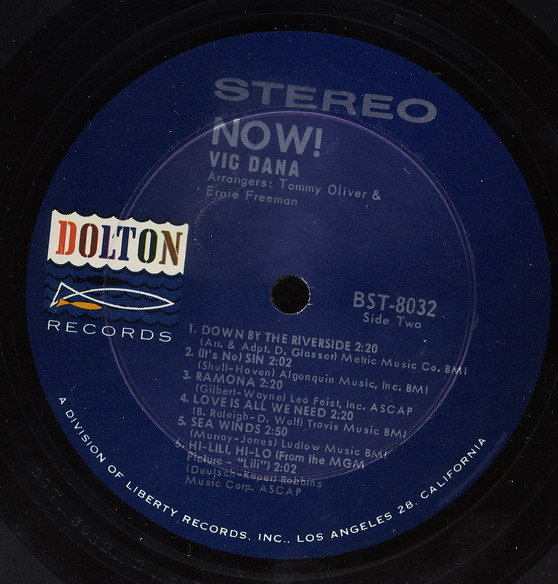 STEREO
NOW!
VIC DANA
Arrangers: Tommy Oliver &
Ernie Freeman
DOLTON
RECORDS
BST-8032
Side Two
1. DOWN BY THE RIVERSIDE 2:20
(Arr. & Adpt. D. Glasser) Metric Music Co. BMI
2. (It's No) SIN 2:02
(Shull-Hoven) Algonquin Music, Inc. BMI
3. RAMONA 2:20
(Gilbert-Wayne) Leo Feist, Inc. ASCAP
4. LOVE IS ALL WE NEED 2:20
(B. Raleigh-D. Wolf) Travis Music BMI
5. SEA WINDS 2:50
(Murray-Jones) Ludlow Music BMI
6. HI-LILI, HI-LO (From the MGM
Picture - "Lili") 2:02
(Deutsch-Kaper) Robbins
Music Corp. ASCAP
A DIVISION OF LIBERTY RECORDS, INC., LOS ANGELES 28, CALIFORNIA